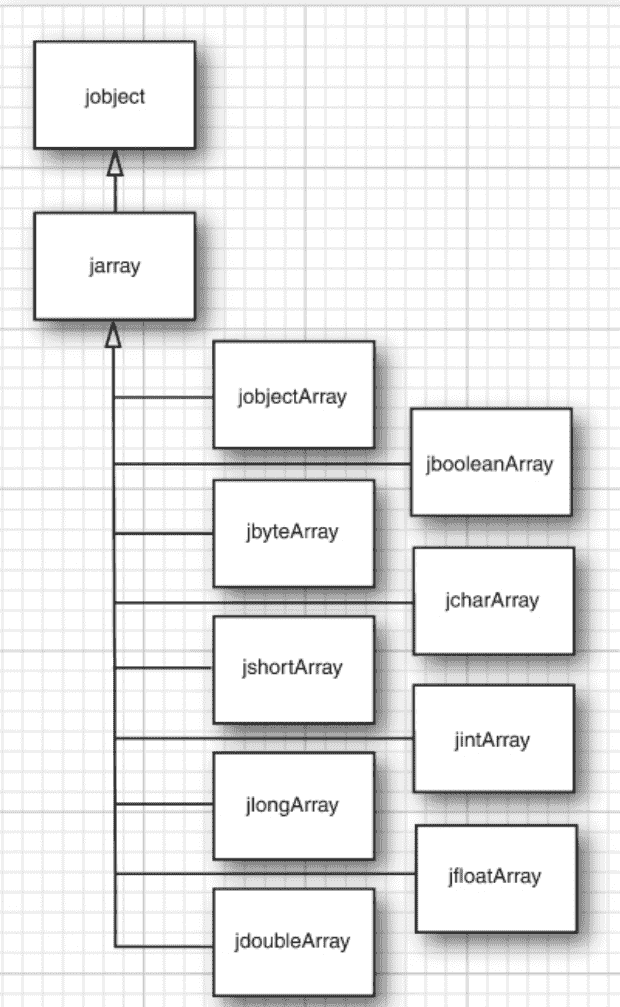 jobject
jarray
jobjectArray
jbooleanArray
jbyteArray
jcharArray
jshortArray
jintArray
jlongArray
jfloatArray
jdoubleArray